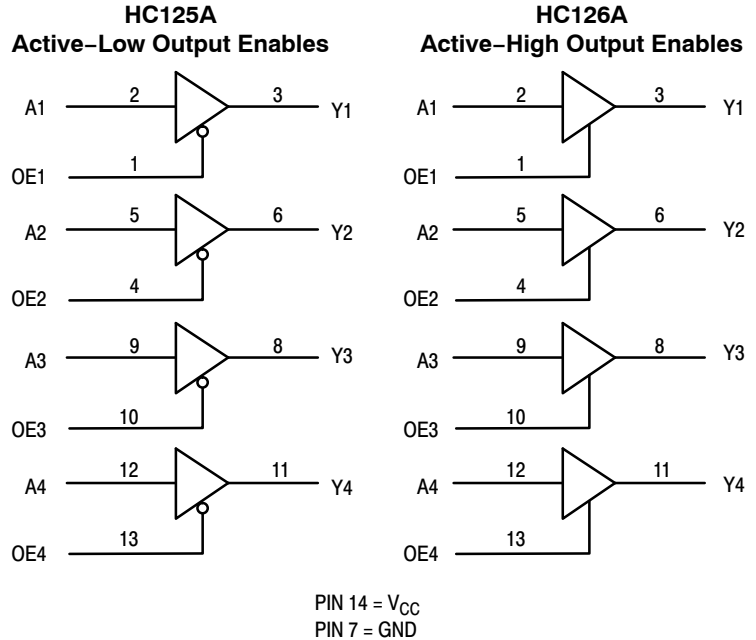 HC125A
Active–Low Output Enables
A1
2
3
Y1
OE1
1
A2
5
6
Y2
OE2
4
A3
9
8
Y3
OE3
10
A4
12
11
Y4
OE4
13
HC126A
Active–High Output Enables
A1
2
3
Y1
OE1
1
A2
5
6
Y2
OE2
4
A3
9
8
Y3
OE3
10
A4
12
11
Y4
OE4
13
PIN 14 = VCC
PIN 7 = GND